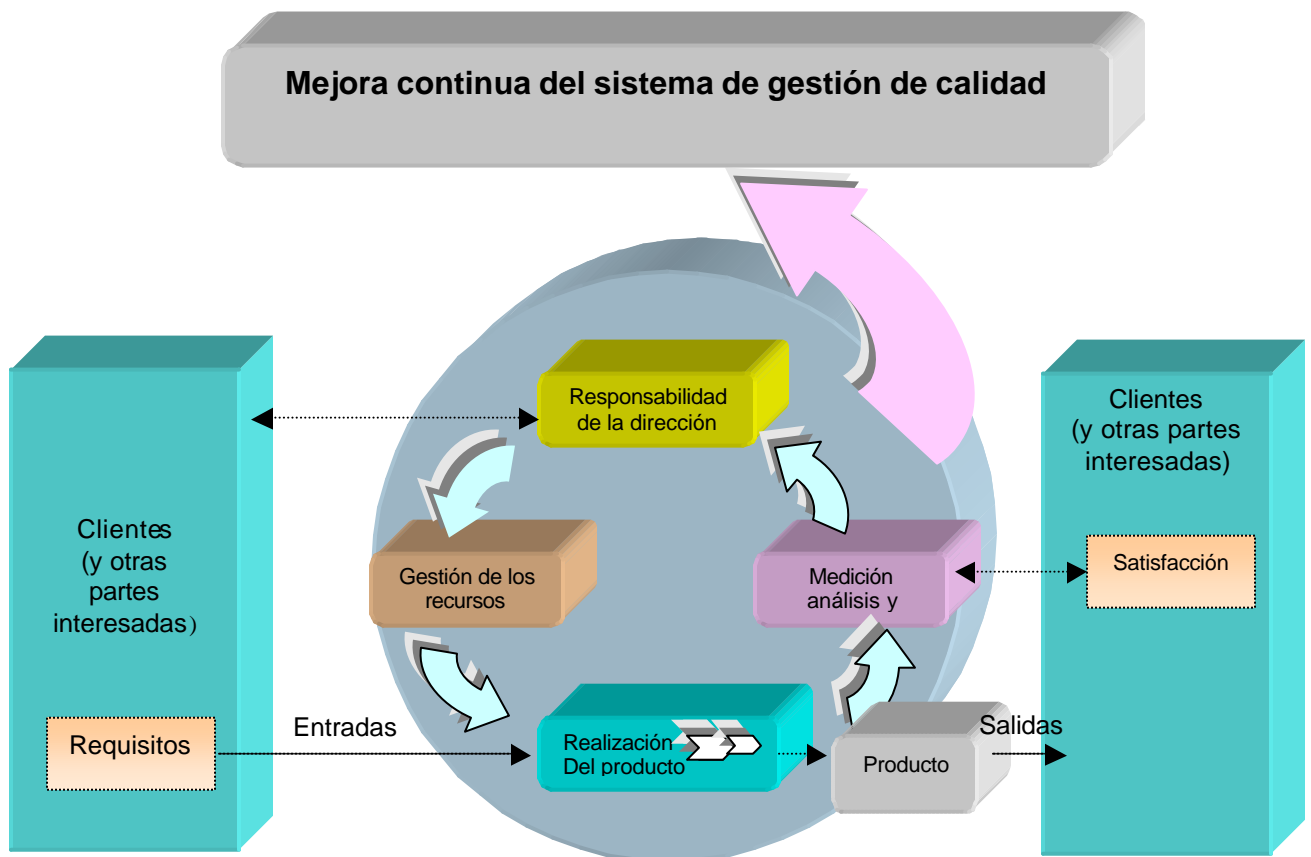 Mejora continua del sistema de gestión de calidad
Responsabilidad
de la dirección
Clientes
(y otras partes
interesadas)
Clientes
(y otras
partes
interesadas)
Gestión de los
recursos
Medición
análisis y
Satisfacción
Requisitos
Entradas
Realización
Del producto
Producto
Salidas